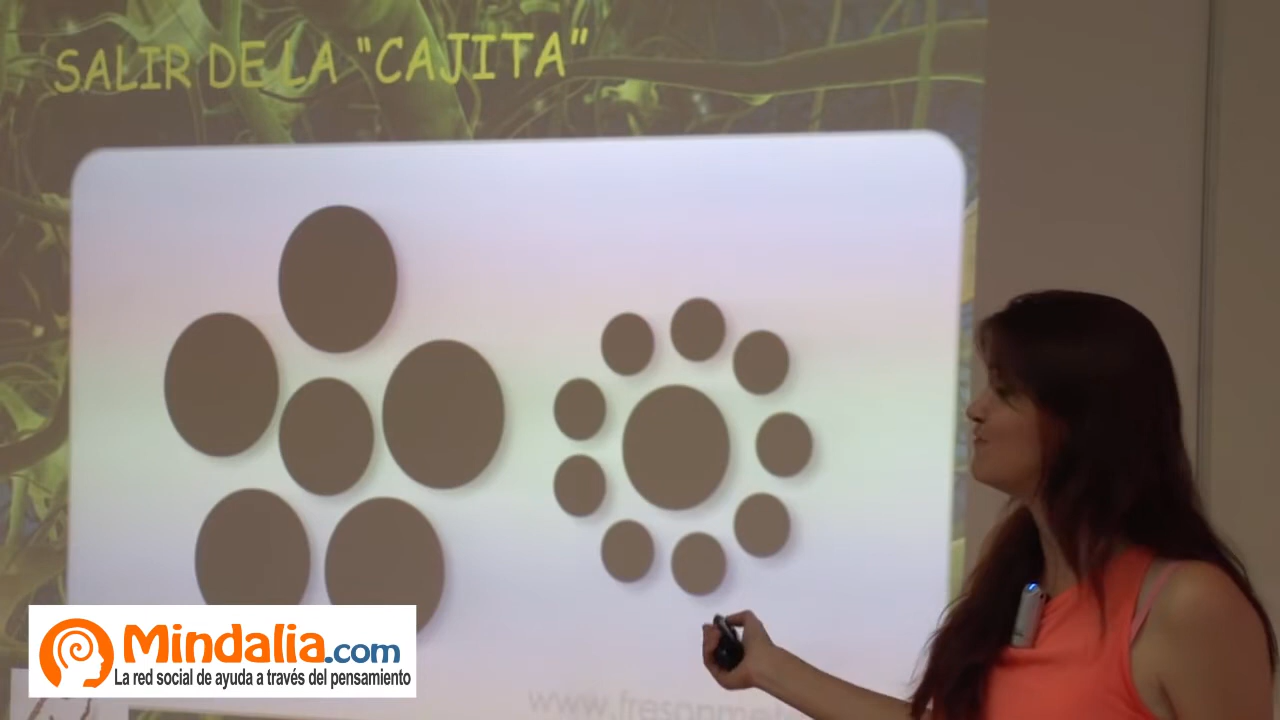 SALIR DE LA "CAJITA"
Mindalia.com
La red social de ayuda a través del pensamiento